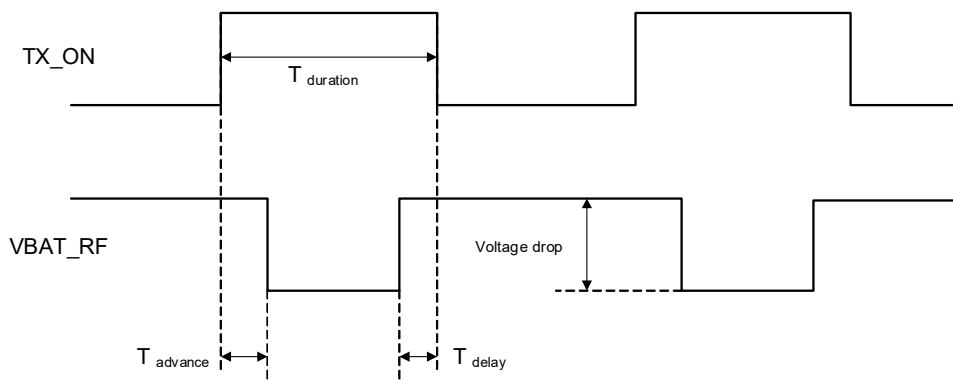 TX_ON
T duration
VBAT_RF
Voltage drop
T advance
T delay